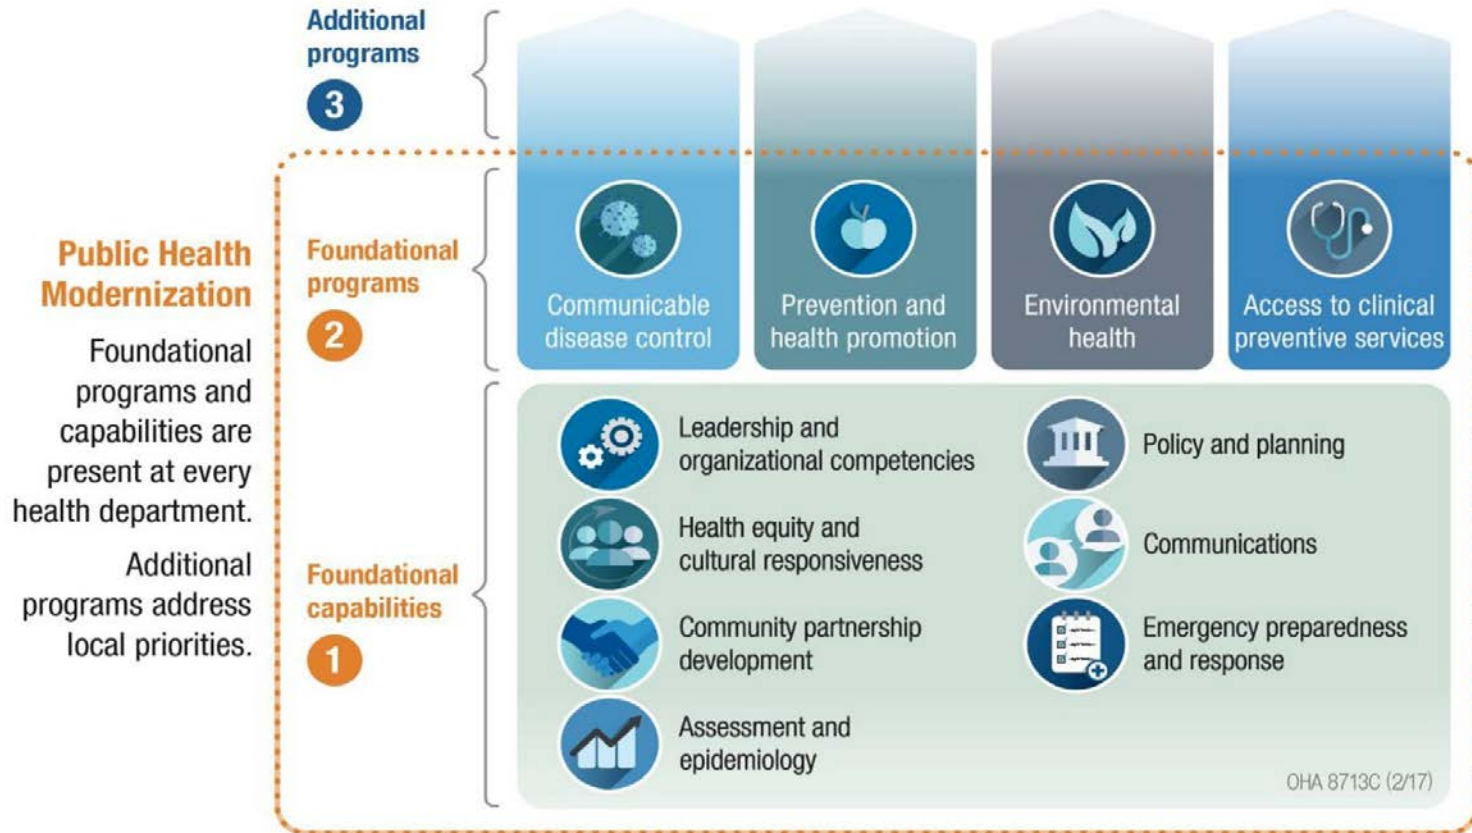 Additional
programs
3
Public Health
Modernization
Foundational
programs and
capabilities are
present at every
health department.
Additional
programs address
local priorities.
Foundational
programs
2
Communicable
disease control
Prevention and
health promotion
Environmental
health
Access to clinical
preventive services
Foundational
capabilities
1
Leadership and
organizational competencies
Health equity and
cultural responsiveness
Community partnership
development
Assessment and
epidemiology
Policy and planning
Communications
Emergency preparedness
and response
OHA 8713C (2/17)